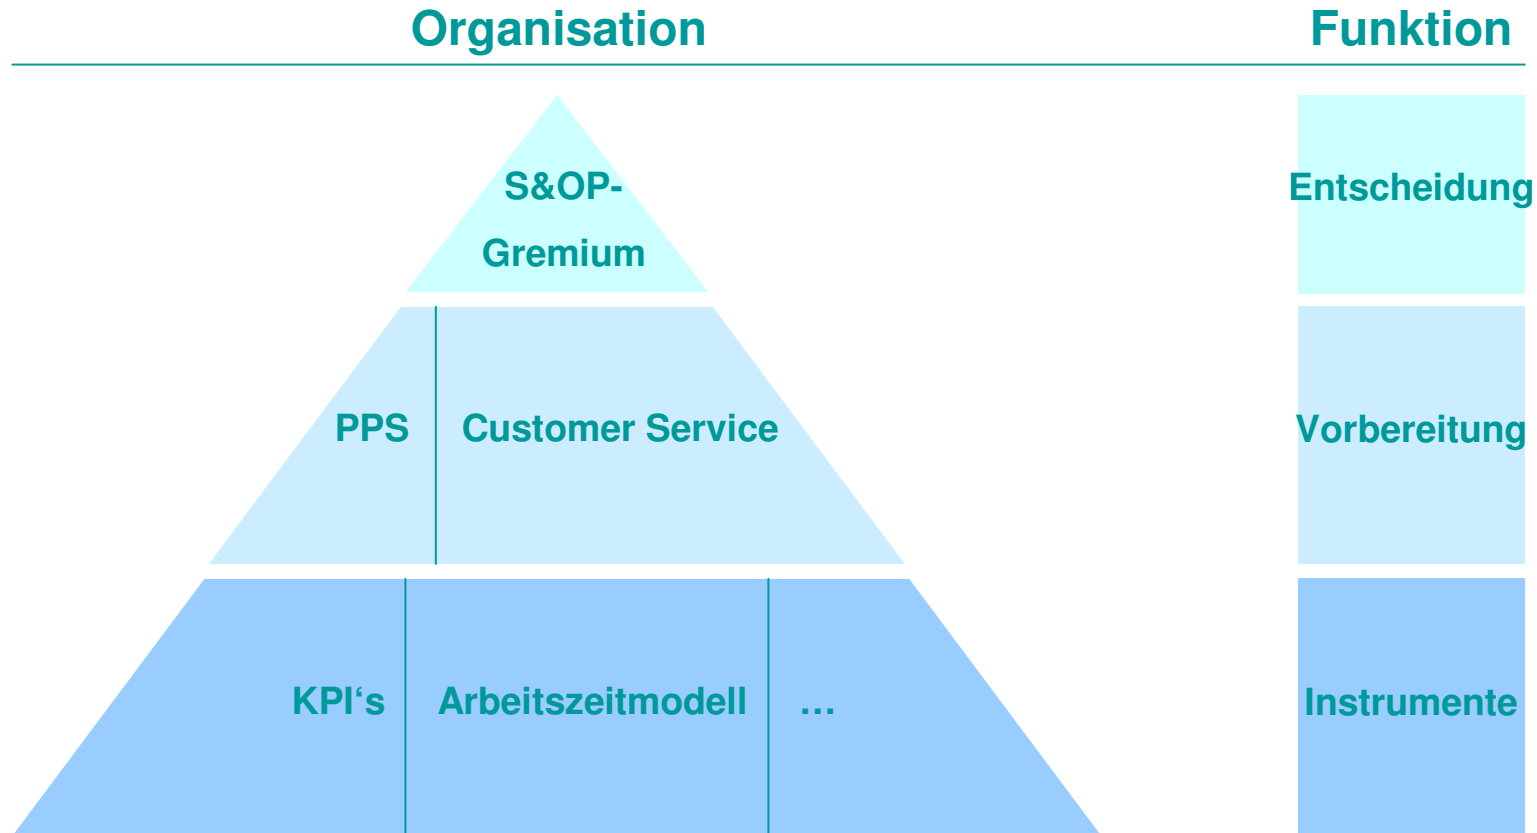 Organisation
Funktion
S&OP-
Gremium
Entscheidung
PPS
Customer Service
Vorbereitung
KPI‘s
Arbeitszeitmodell
…
Instrumente